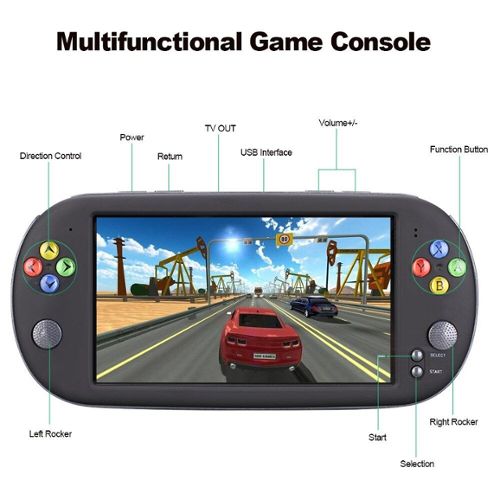 Multifunctional Game Console
Volume+/-
TV OUT
Power
USB Interface
Function Button
Direction Control
Return
X
Y
A
B
SELECT
START
Left Rocker
Start
Right Rocker
Selection